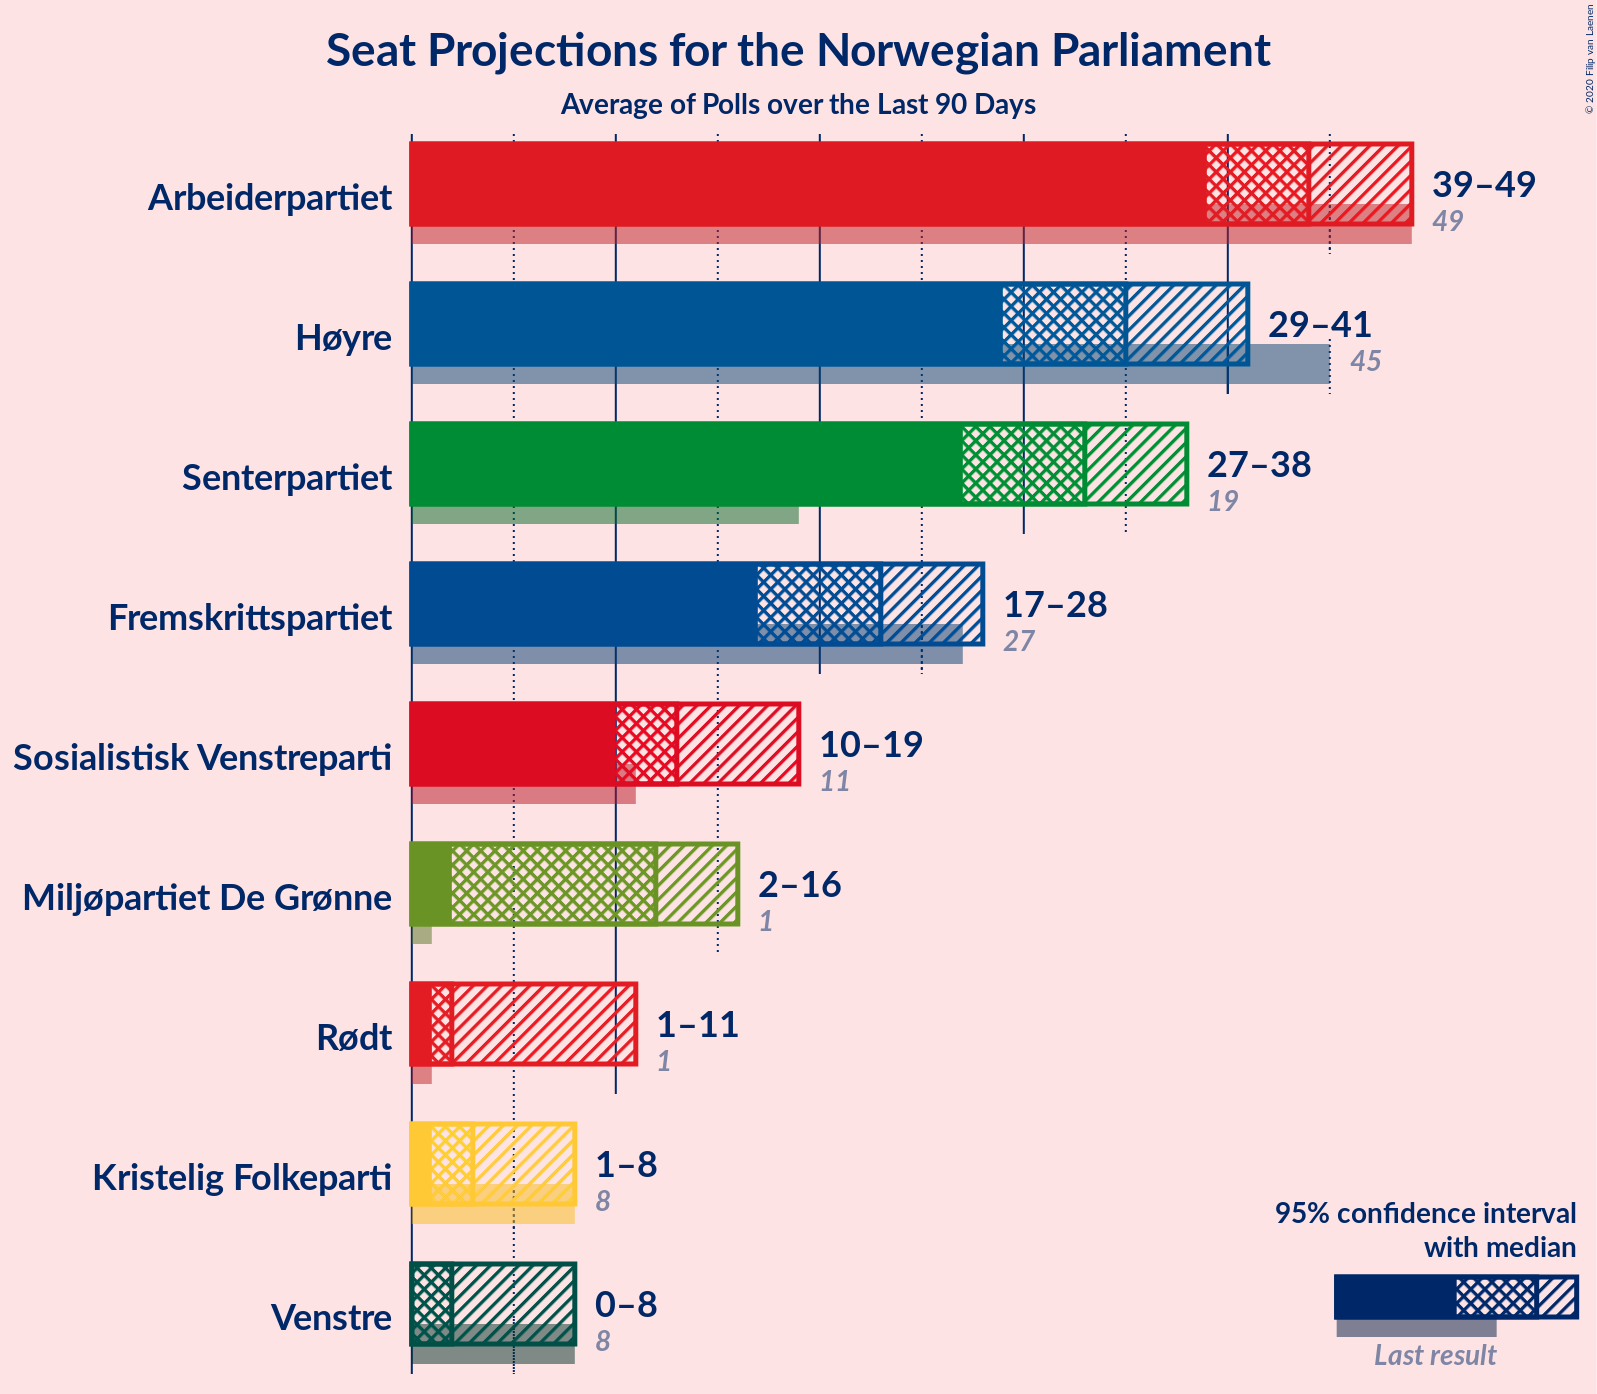 Seat Projections for the Norwegian Parliament
Average of Polls over the Last 90 Days
© 2020 Filip van Laenen
Arbeiderpartiet
39–49
49
Høyre
29–41
45
Senterpartiet
27–38
19
Fremskrittspartiet
17–28
27
Sosialistisk Venstreparti
10–19
11
Miljøpartiet De Grønne
2–16
1
Rødt
1–11
1
Kristelig Folkeparti
1–8
8
Venstre
0–8
8
95% confidence interval
with median
Last result